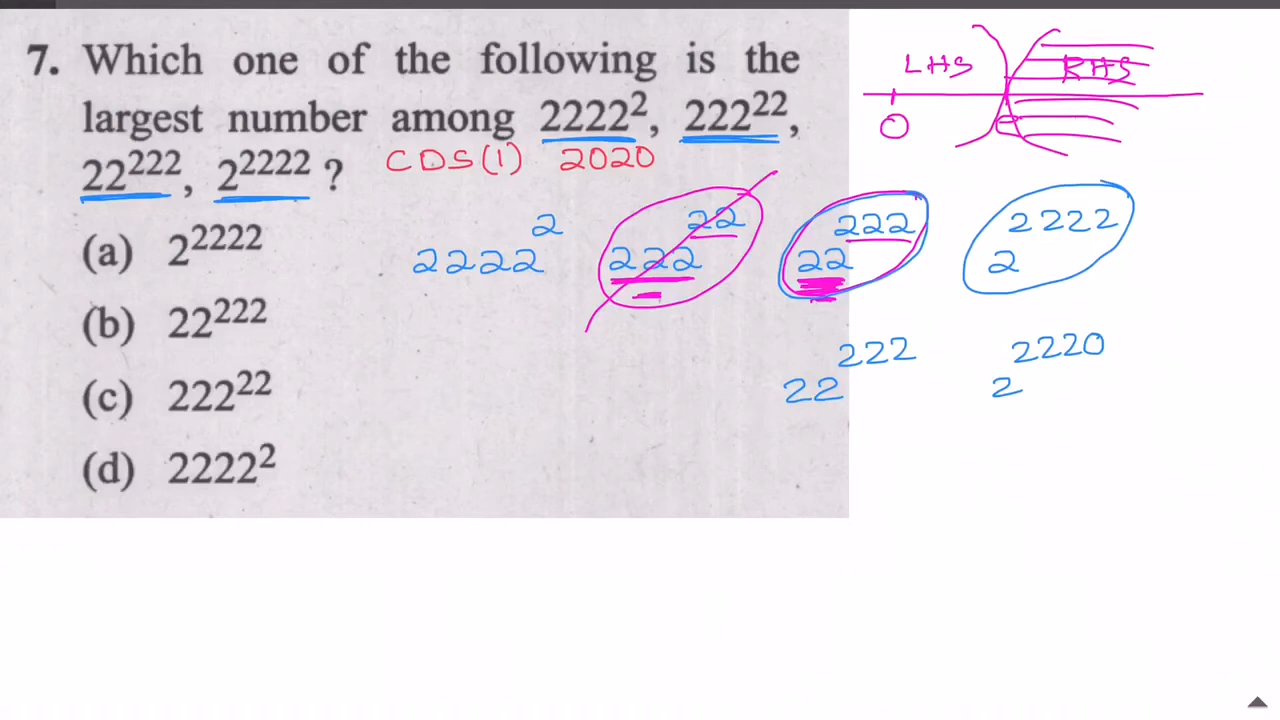 7. Which one of the following is the
largest number among 2222², 222²²,
22²²², 2²²²² ?
CDS(1) 2020
(a) 2²²²²
(b) 22²²²
(c) 222²²
(d) 2222²
2222² 222²² 22²²² 2²²²²
22²²² 2²²²⁰
LHS RHS
0